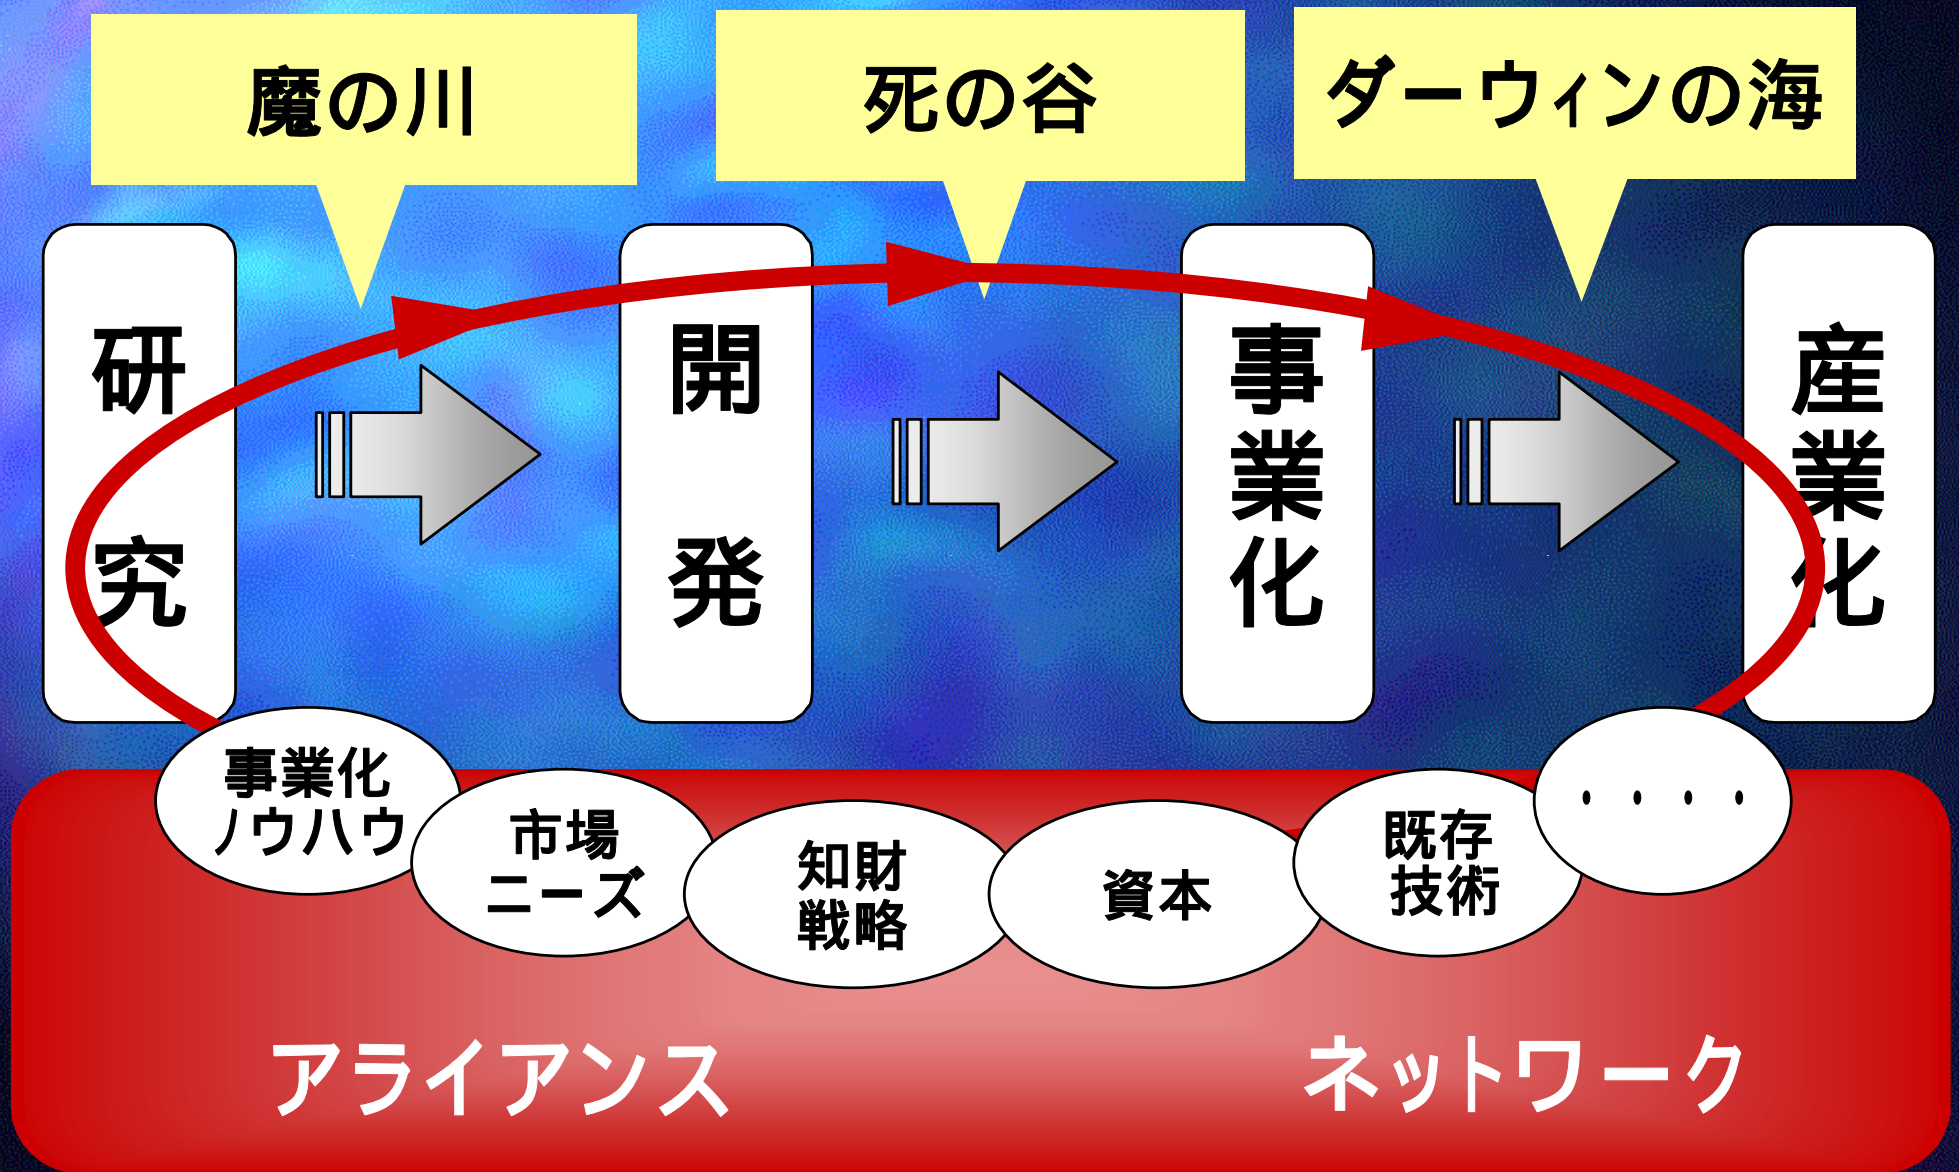 魔の川
死の谷
ダーウィンの海
研究
開発
事業化
産業化
事業化
ノウハウ
市場
ニーズ
知財
戦略
資本
既存
技術
・・・・
アライアンス
ネットワーク